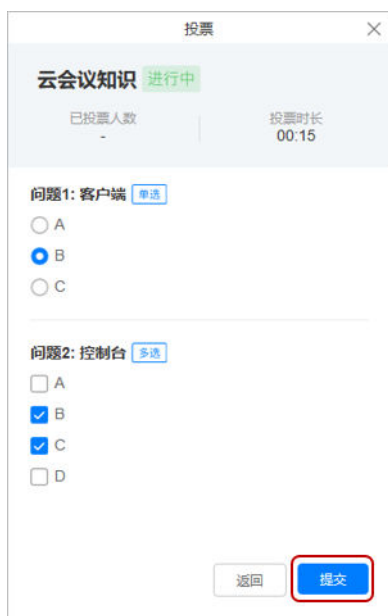 投票
云会议知识 进行中
已投票人数 投票时长
- 00:15
问题1: 客户端 单选
A
B
C
问题2: 控制台 多选
A
B
C
D
返回 提交